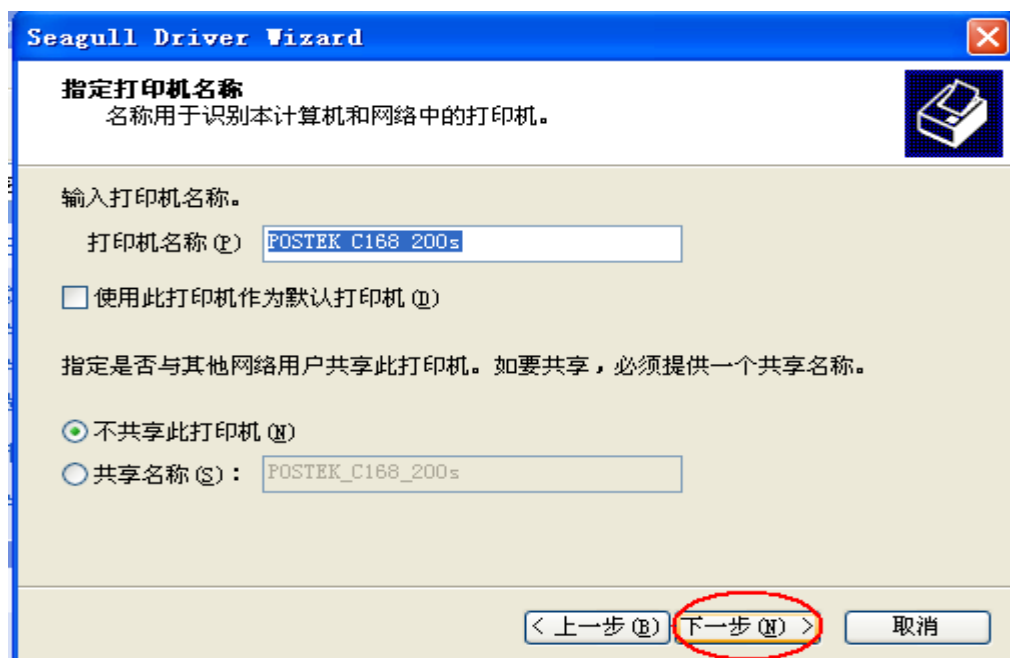 Seagull Driver Wizard
指定打印机名称
名称用于识别本计算机和网络中的打印机。
输入打印机名称。
打印机名称(P) POSTEK C168 200s
使用此打印机作为默认打印机(D)
指定是否与其他网络用户共享此打印机。如要共享，必须提供一个共享名称。
不共享此打印机(N)
共享名称(S)： POSTEK_C168_200s
< 上一步(B) 下一步(N) > 取消